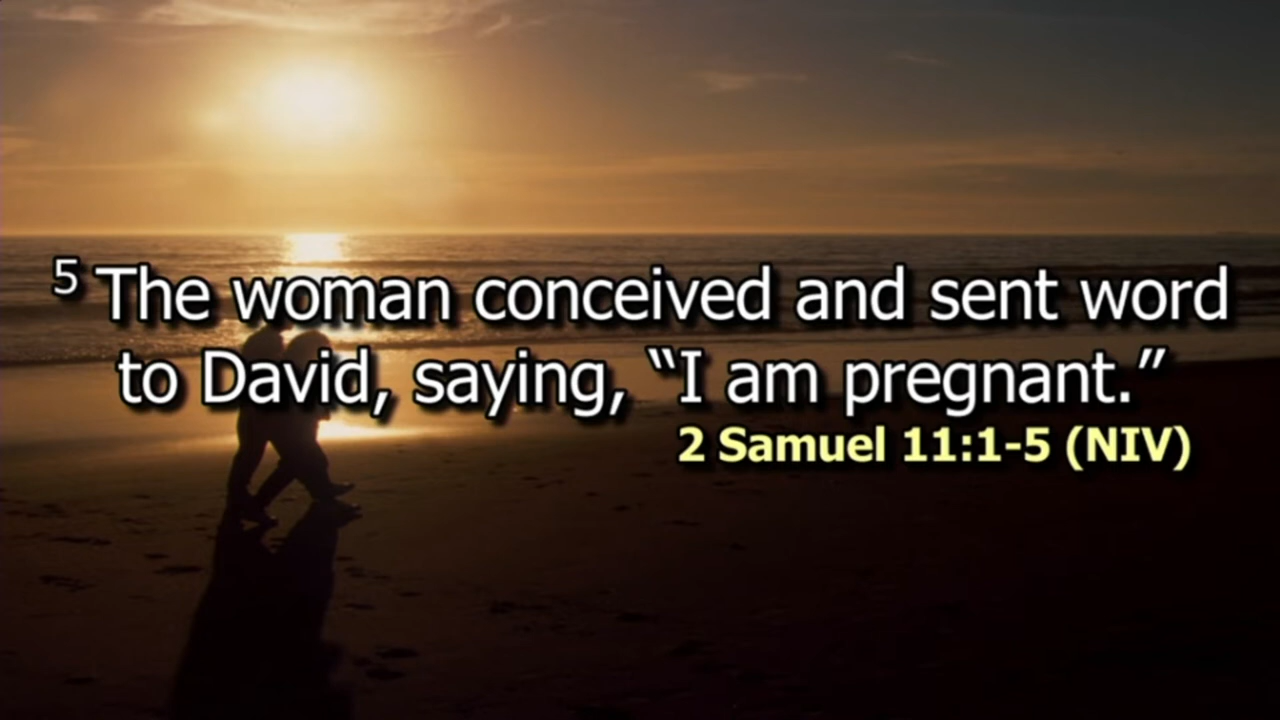 5 The woman conceived and sent word
to David, saying, “I am pregnant.”
2 Samuel 11:1-5 (NIV)